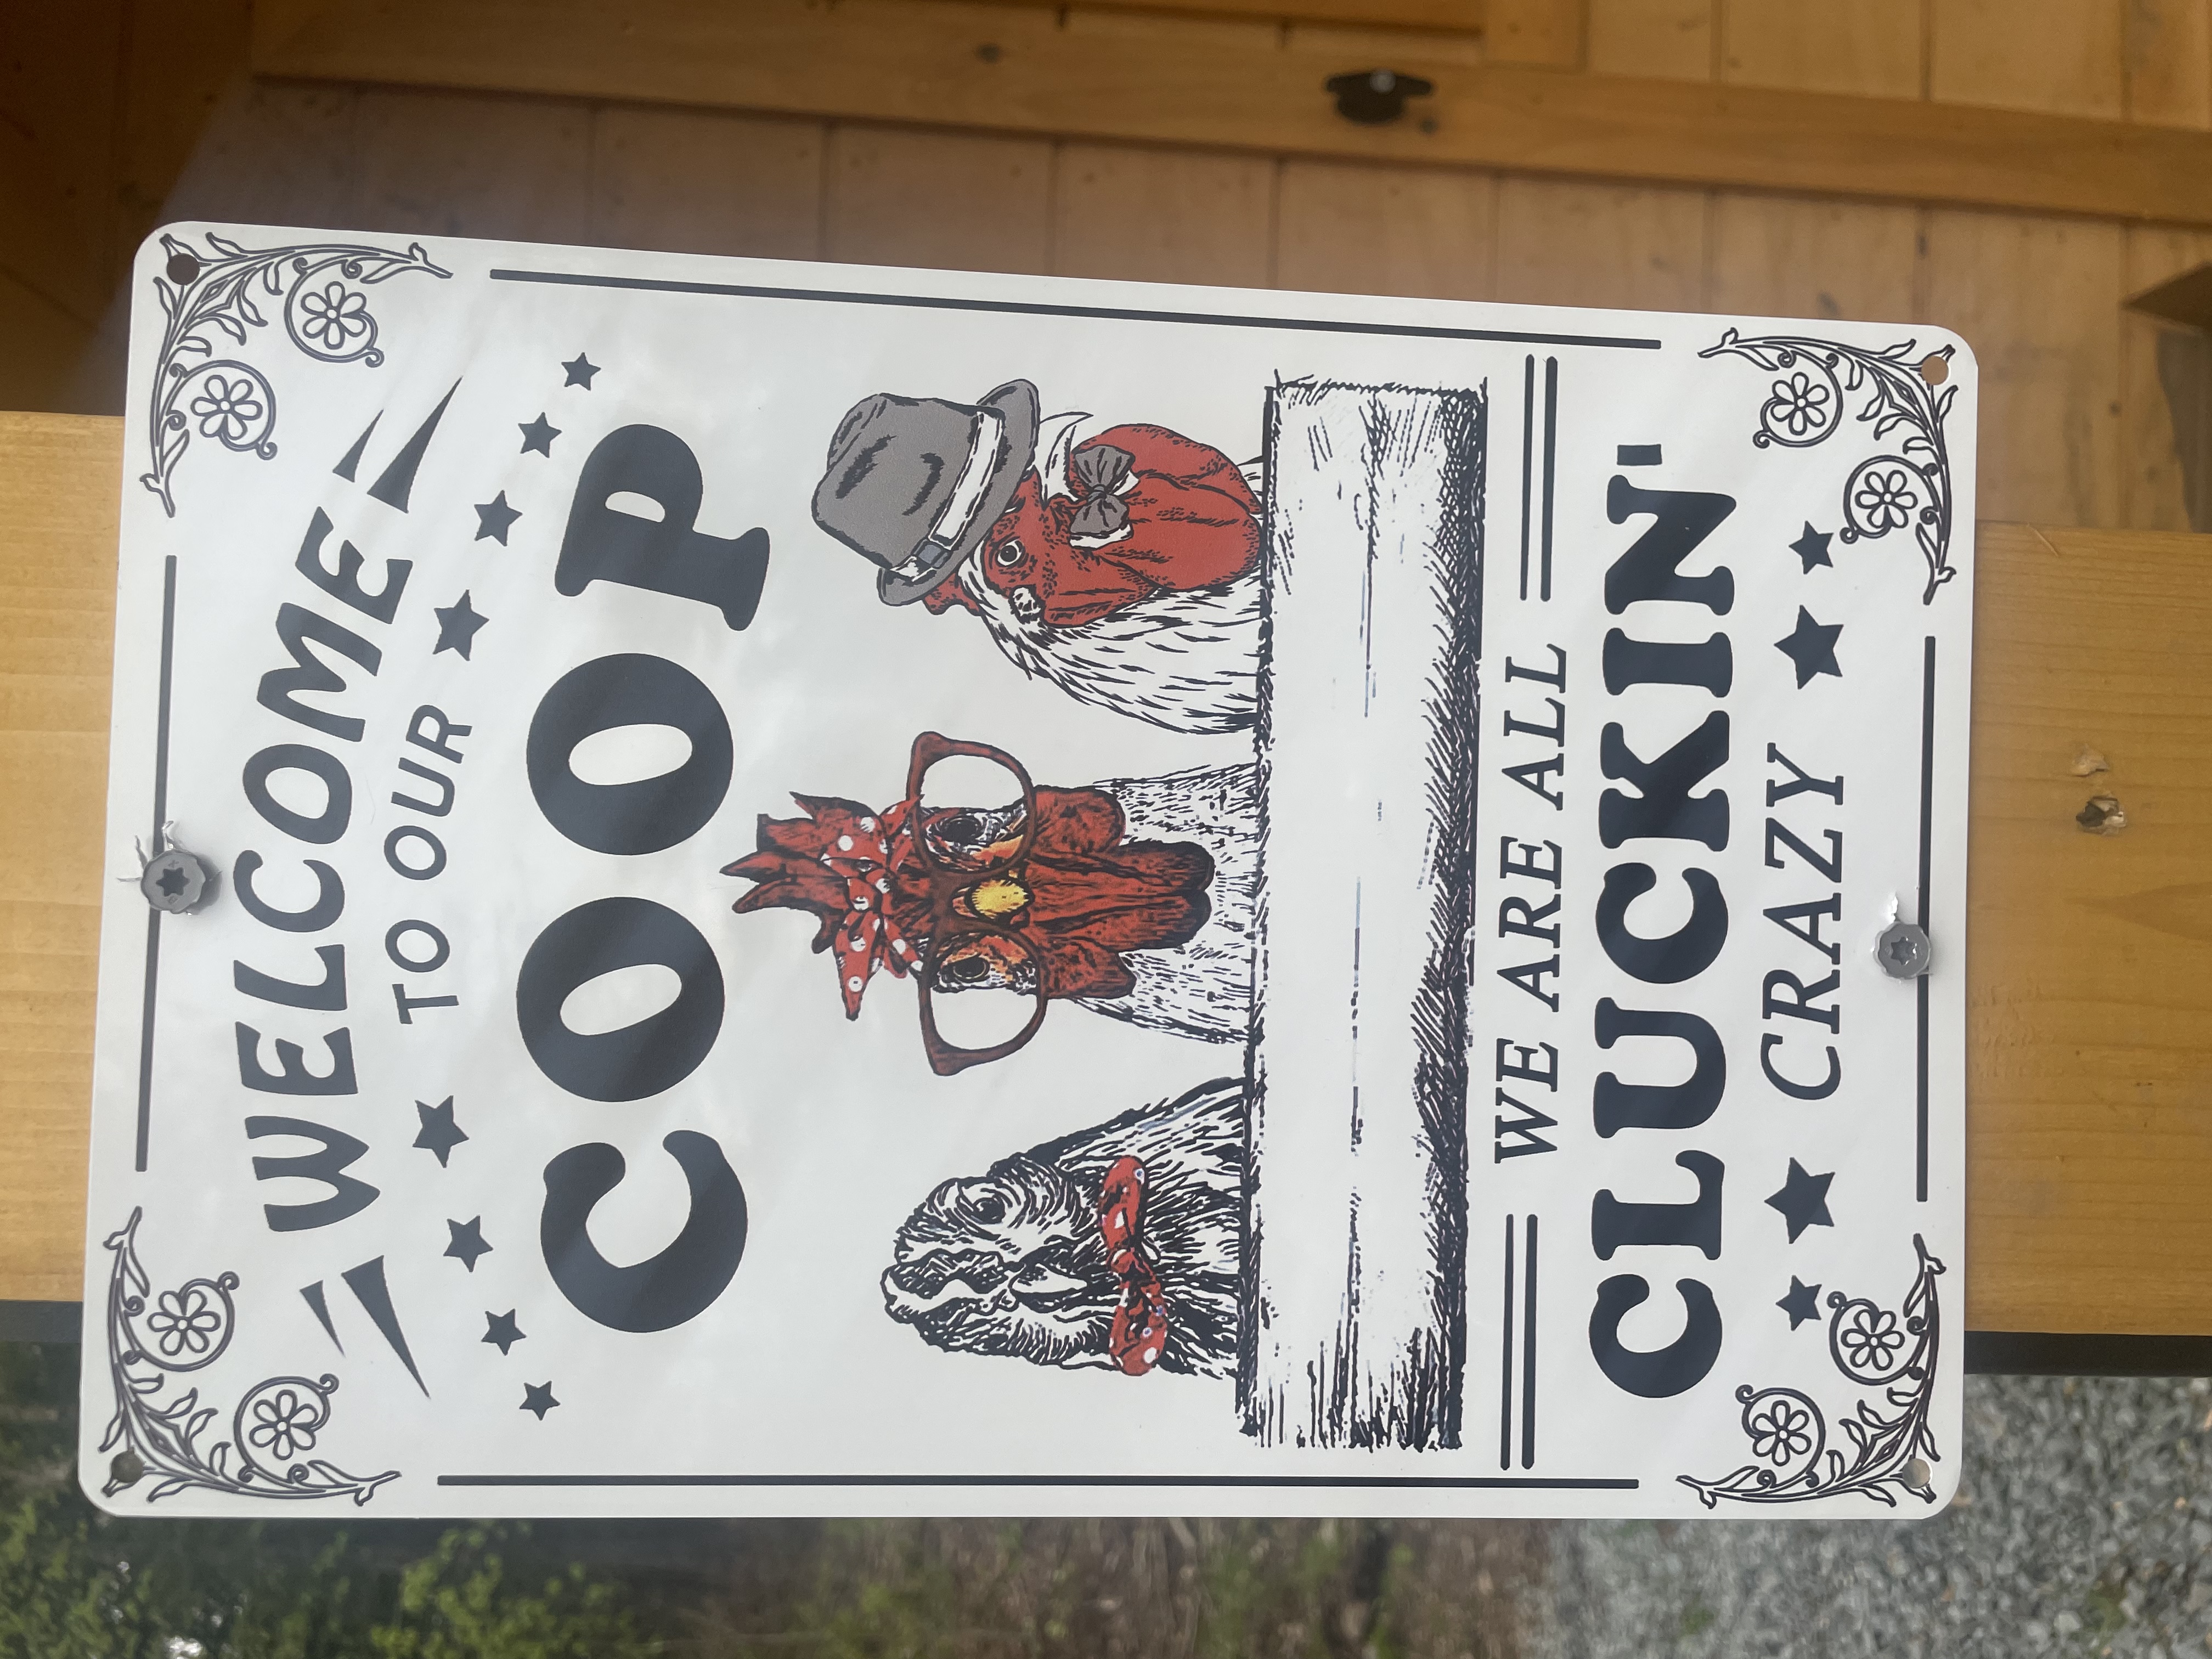 WELCOME
TO OUR
COOP
WE ARE ALL
CLUCKIN'
CRAZY